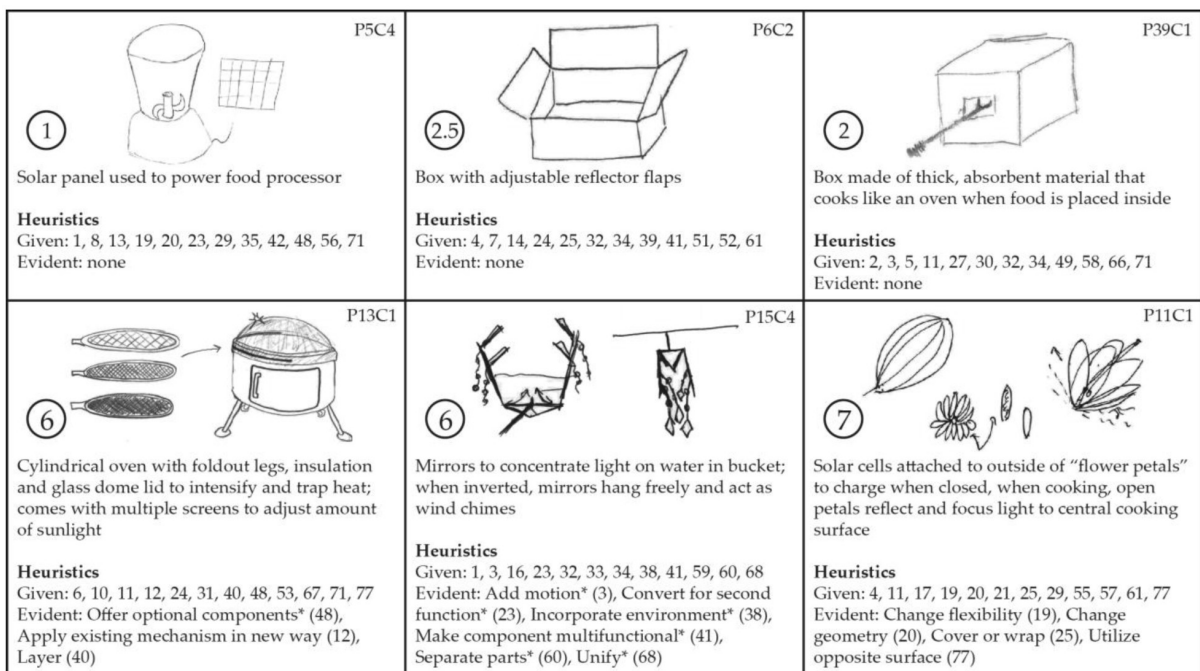 P5C4
1
Solar panel used to power food processor
Heuristics
Given: 1, 8, 13, 19, 20, 23, 29, 35, 42, 48, 56, 71
Evident: none
P6C2
2.5
Box with adjustable reflector flaps
Heuristics
Given: 4, 7, 14, 24, 25, 32, 34, 39, 41, 51, 52, 61
Evident: none
P39C1
2
Box made of thick, absorbent material that
cooks like an oven when food is placed inside
Heuristics
Given: 2, 3, 5, 11, 27, 30, 32, 34, 49, 58, 66, 71
Evident: none
P13C1
6
Cylindrical oven with foldout legs, insulation
and glass dome lid to intensify and trap heat;
comes with multiple screens to adjust amount
of sunlight
Heuristics
Given: 6, 10, 11, 12, 24, 31, 40, 48, 53, 67, 71, 77
Evident: Offer optional components* (48),
Apply existing mechanism in new way (12),
Layer (40)
P15C4
6
Mirrors to concentrate light on water in bucket;
when inverted, mirrors hang freely and act as
wind chimes
Heuristics
Given: 1, 3, 16, 23, 32, 33, 34, 38, 41, 59, 60, 68
Evident: Add motion* (3), Convert for second
function* (23), Incorporate environment* (38),
Make component multifunctional* (41),
Separate parts* (60), Unify* (68)
P11C1
7
Solar cells attached to outside of “flower petals”
to charge when closed, when cooking, open
petals reflect and focus light to central cooking
surface
Heuristics
Given: 4, 11, 17, 19, 20, 21, 25, 29, 55, 57, 61, 77
Evident: Change flexibility (19), Change
geometry (20), Cover or wrap (25), Utilize
opposite surface (77)